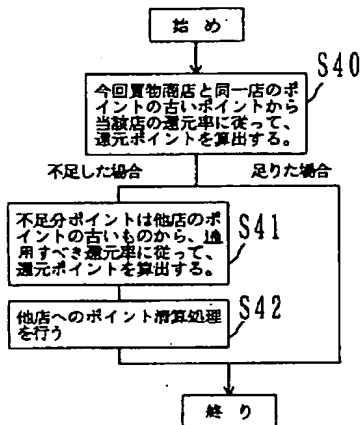 始め
S40
今回買物商店と同一店のポ
イントの古いポイントから
当該店の還元率に従って、
還元ポイントを算出する。
不足した場合
足りた場合
不足分ポイントは他店のポ
イントの古いものから、適
用すべき還元率に従って、
還元ポイントを算出する。
S41
他店へのポイント清算処理
を行う
S42
終り